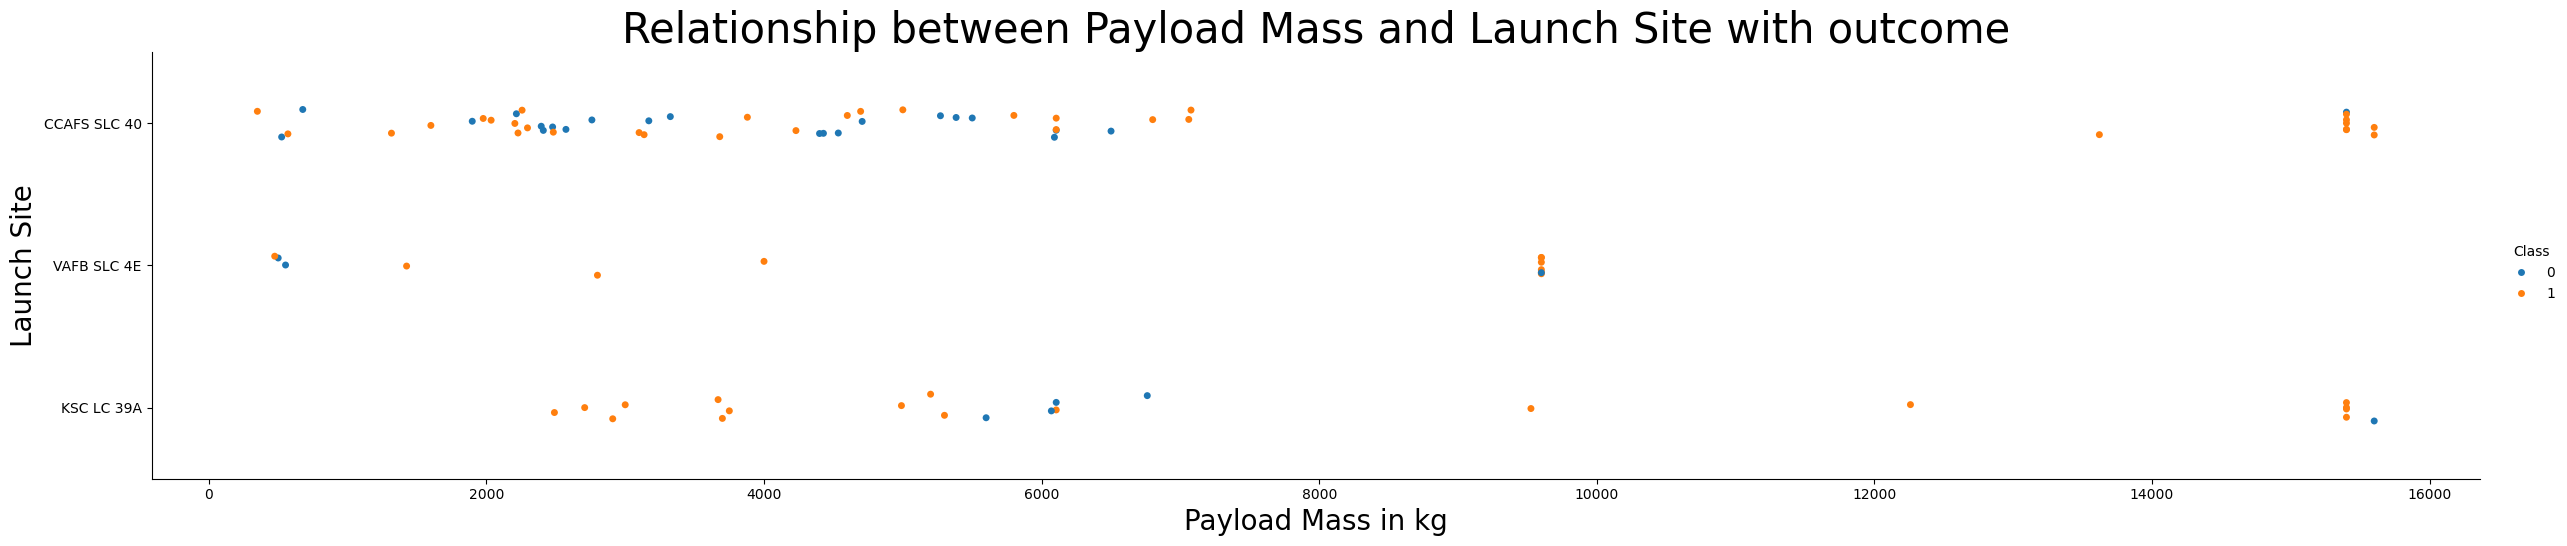 Relationship between Payload Mass and Launch Site with outcome
Launch Site
CCAFS SLC 40
VAFB SLC 4E
KSC LC 39A
0 2000 4000 6000 8000 10000 12000 14000 16000
Payload Mass in kg
Class
0
1